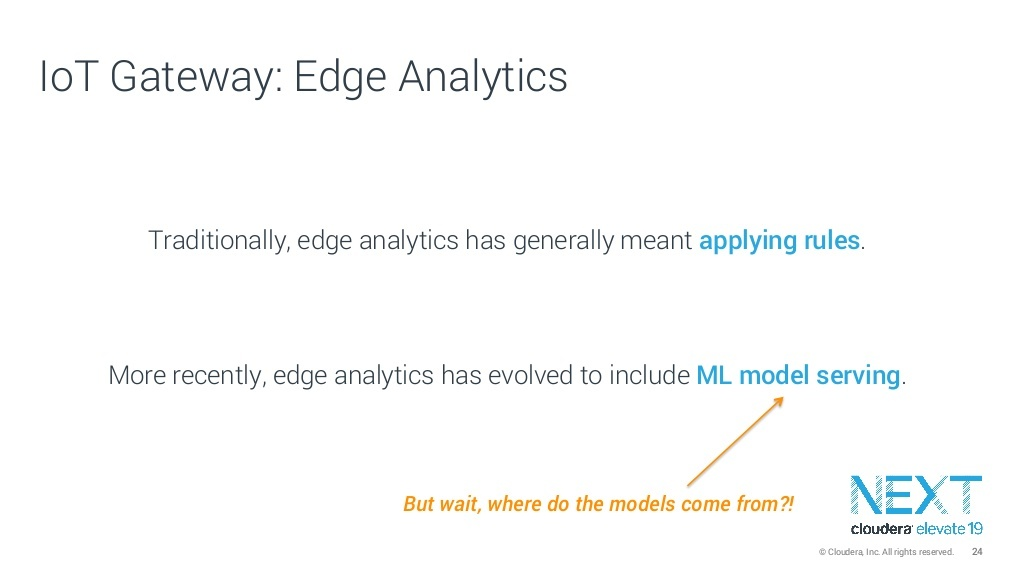 IoT Gateway: Edge Analytics
Traditionally, edge analytics has generally meant applying rules.
More recently, edge analytics has evolved to include ML model serving.
But wait, where do the models come from?!
NEXT
cloudera elevate19
© Cloudera, Inc. All rights reserved. 24